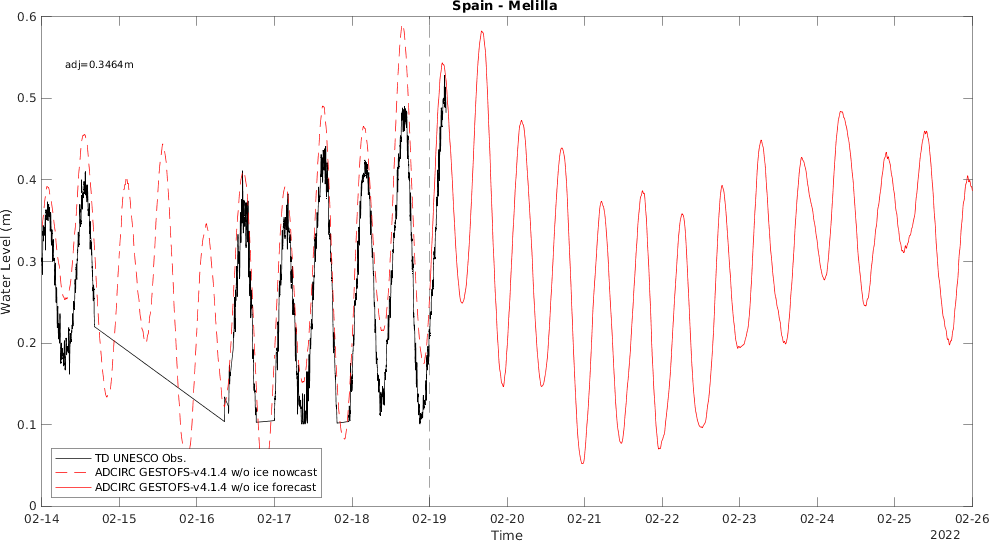 Spain - Melilla
adj=0.3464m
0.6
0.5
0.4
0.3
0.2
0.1
0
Water Level (m)
TD UNESCO Obs.
ADCIRC GESTOFS-v4.1.4 w/o ice nowcast
ADCIRC GESTOFS-v4.1.4 w/o ice forecast
02-14 02-15 02-16 02-17 02-18 02-19 02-20 02-21 02-22 02-23 02-24 02-25 02-26
Time
2022